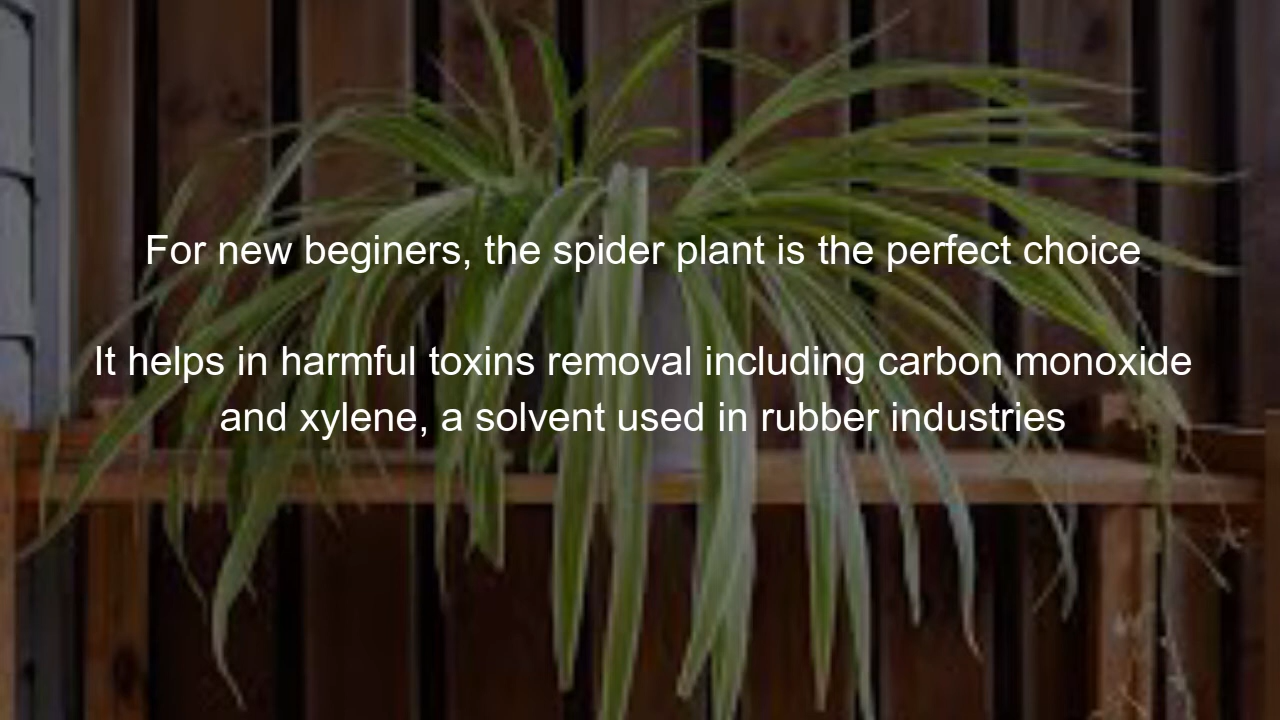 For new beginers, the spider plant is the perfect choice
It helps in harmful toxins removal including carbon monoxide
and xylene, a solvent used in rubber industries